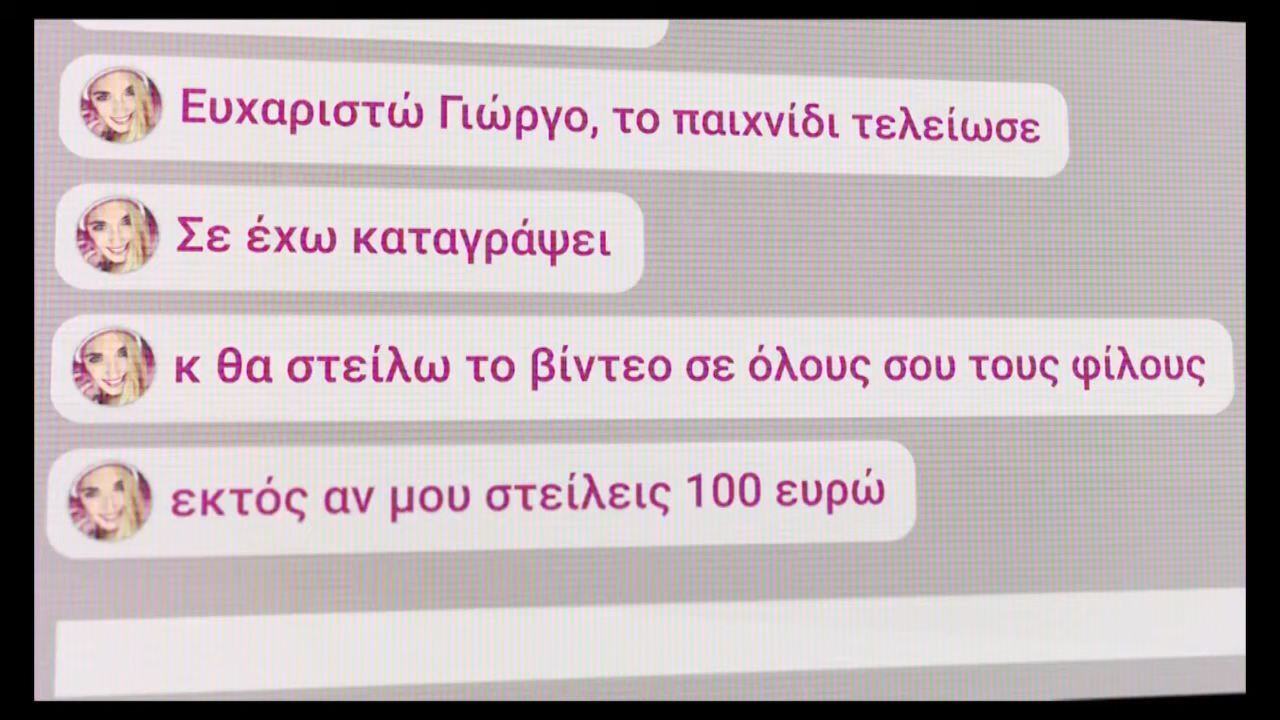 Ευχαριστώ Γιώργο, το παιχνίδι τελείωσε
Σε έχω καταγράψει
κ θα στείλω το βίντεο σε όλους σου τους φίλους
εκτός αν μου στείλεις 100 ευρώ